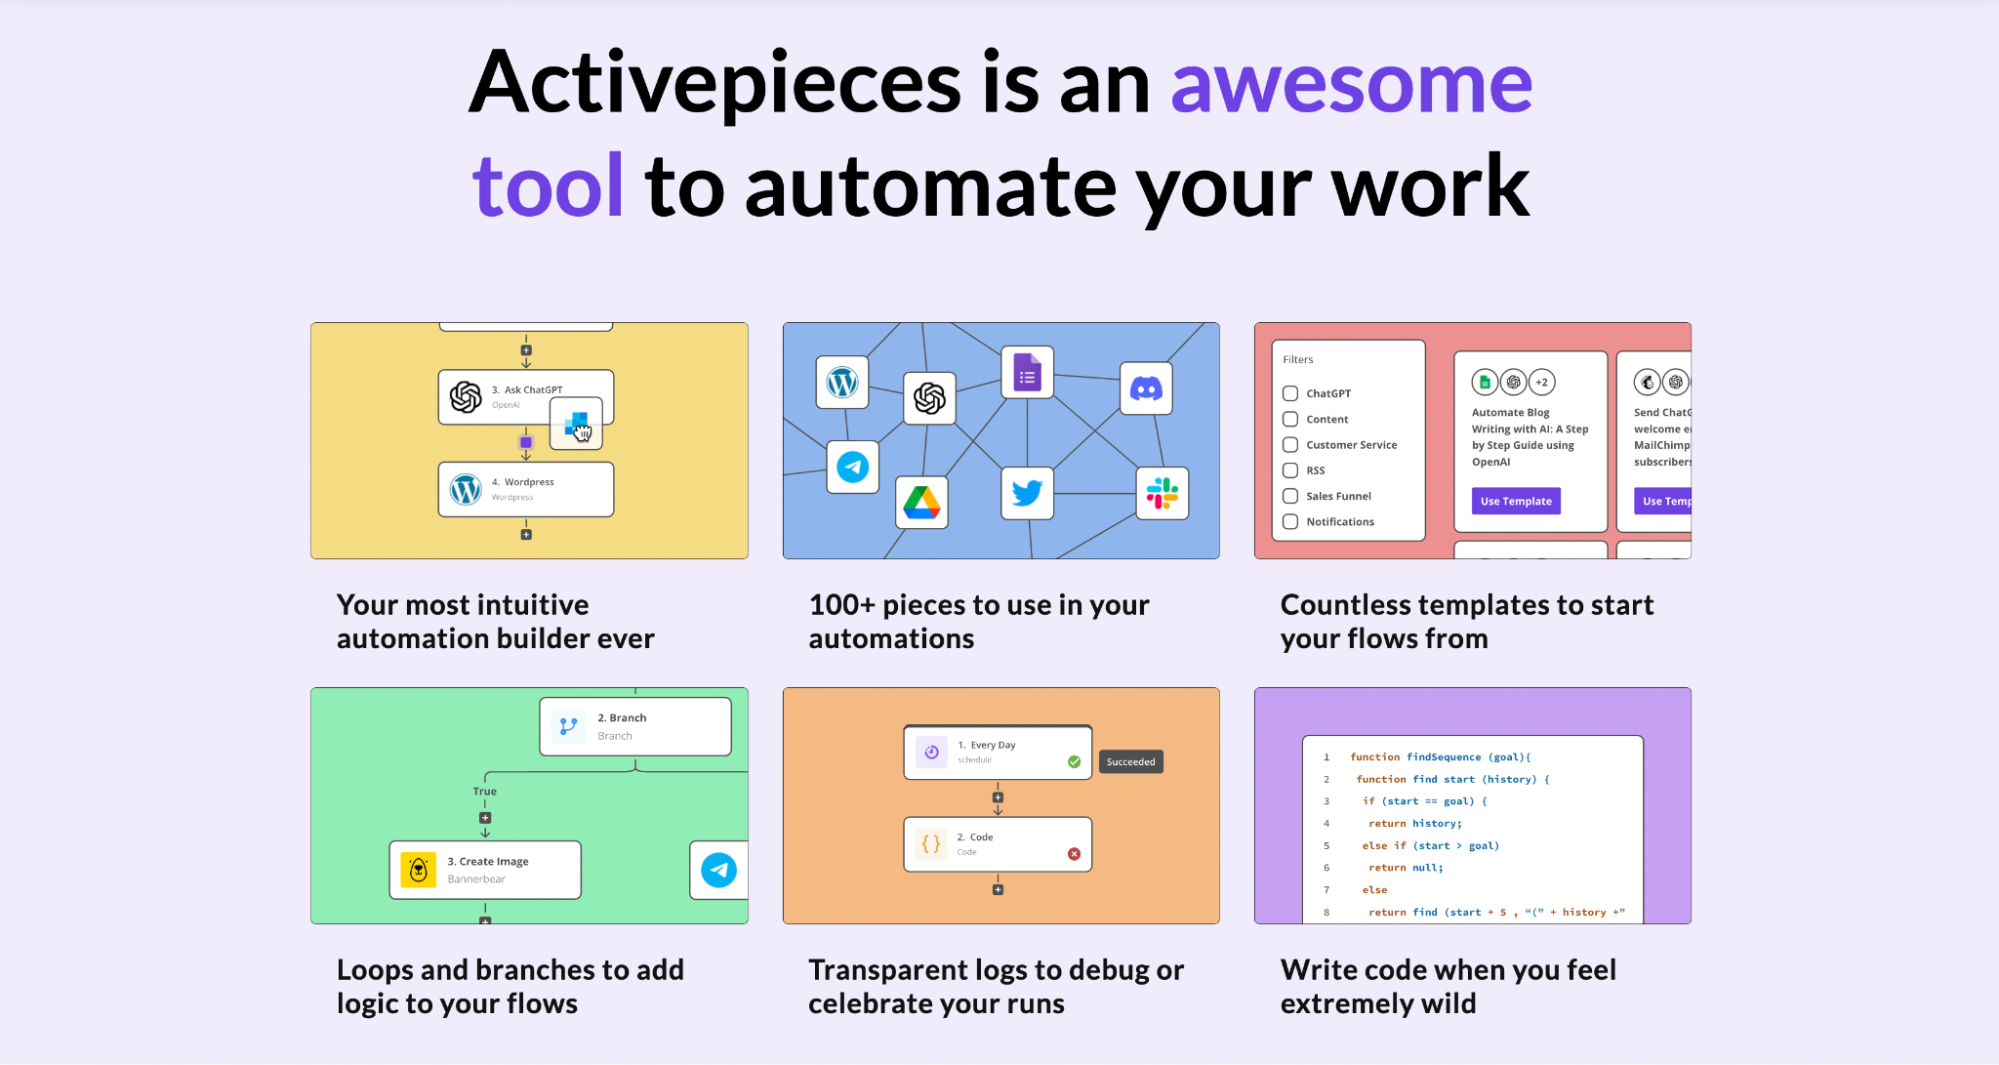 Activepieces is an awesome
tool to automate your work
3. Ask ChatGPT
OpenAI
4. Wordpress
Wordpress
Your most intuitive
automation builder ever
100+ pieces to use in your
automations
Filters
ChatGPT
Content
Customer Service
RSS
Sales Funnel
Notifications
+2
Automate Blog
Writing with AI: A Step
by Step Guide using
OpenAI
Use Template
Send
welcome
MailChimp
subscribers
Use
Countless templates to start
your flows from
2. Branch
Branch
True
3. Create Image
Bannerbear
Loops and branches to add
logic to your flows
1. Every Day
schedule
Succeeded
2. Code
Code
Transparent logs to debug or
celebrate your runs
1 function findSequence (goal){
2 function find start (history) {
3 if (start == goal) {
4 return history;
5 else if (start > goal)
6 return null;
7 else
8 return find (start + 5 , “(” + history +”
Write code when you feel
extremely wild